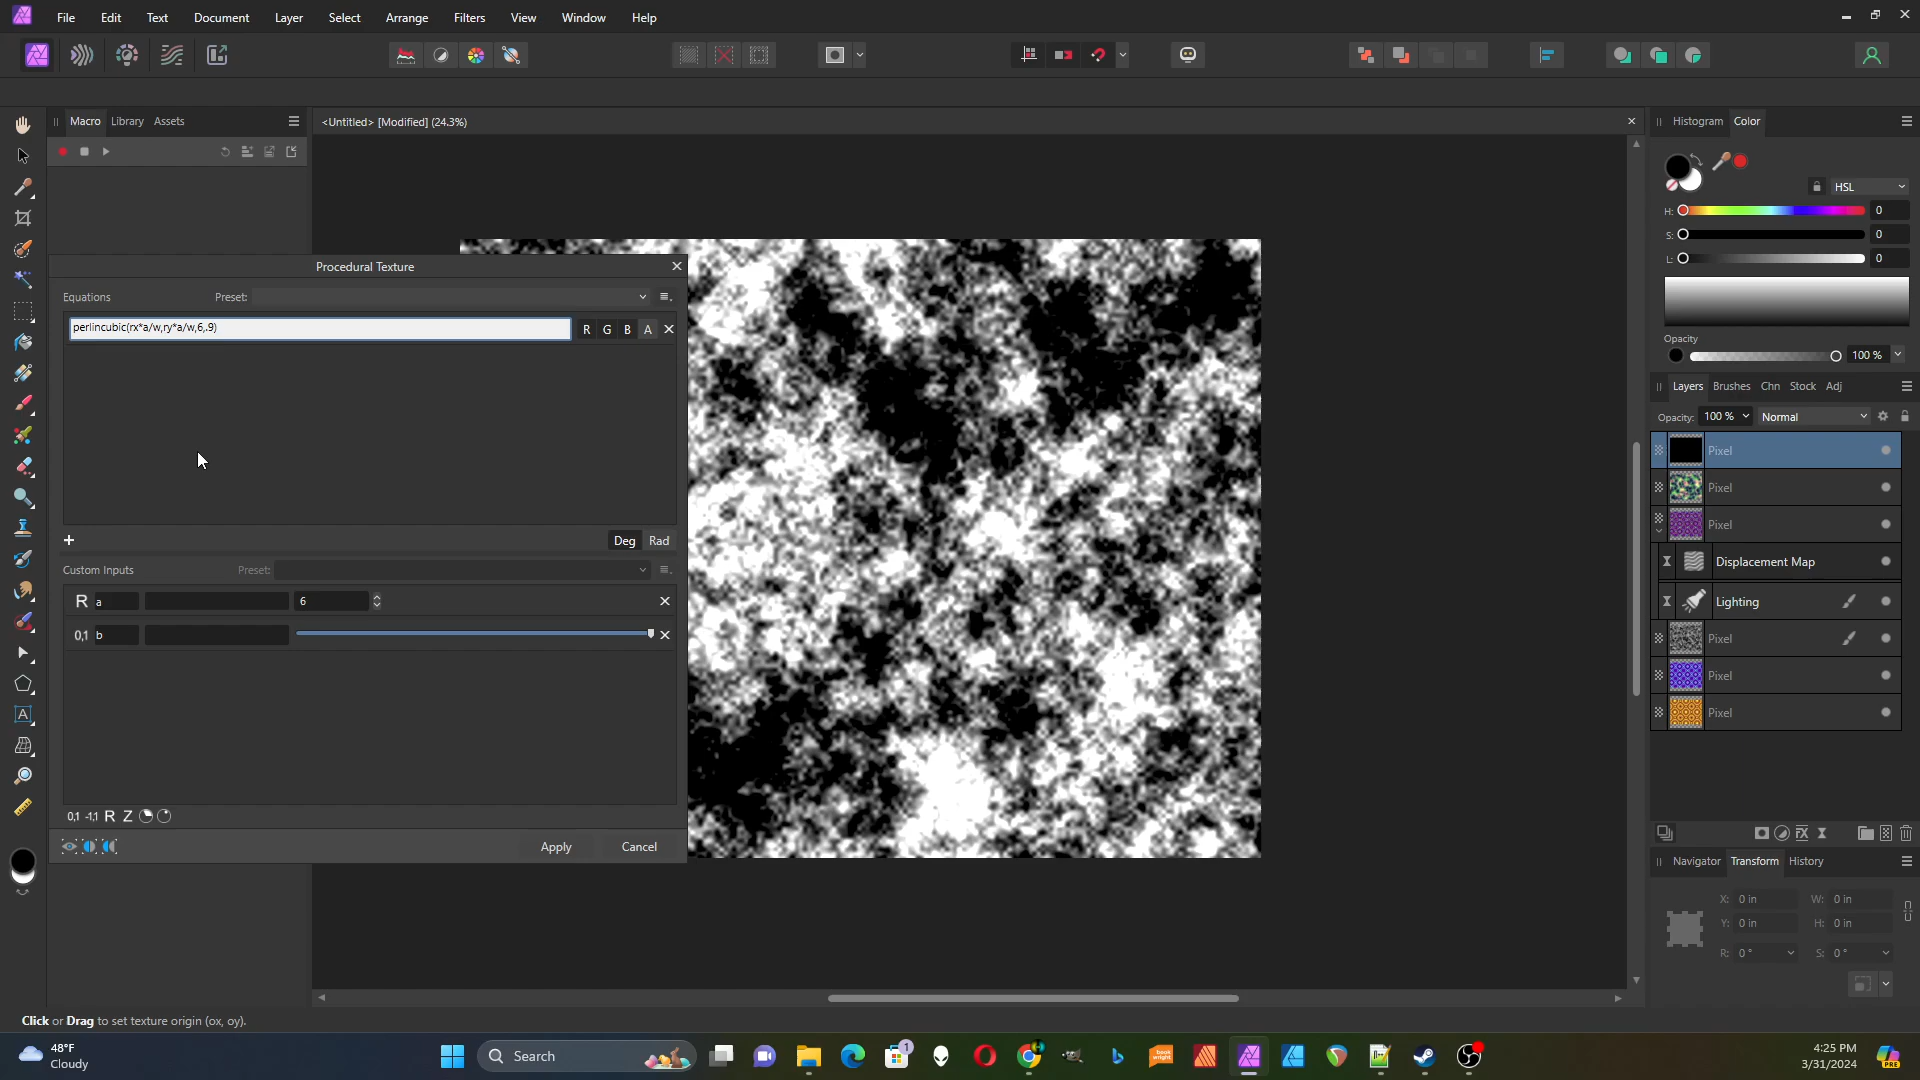 File Edit Text Document Layer Select Arrange Filters View Window Help
Macro Library Assets
<Untitled> [Modified] (24.3%)
Histogram Color
HSL
H: 0
S: 0
L: 0
Opacity
100 %
Procedural Texture
Equations Preset:
perlincubic(rx*a/w,ry*a/w,6,.9) R G B A
Deg Rad
Custom Inputs Preset:
R a 6
0,1 b
0,1 -1,1 R Z
Apply Cancel
Layers Brushes Chn Stock Adj
Opacity: 100 % Normal
Pixel
Pixel
Pixel
Displacement Map
Lighting
Pixel
Pixel
Pixel
Navigator Transform History
X: 0 in W: 0 in
Y: 0 in H: 0 in
R: 0 ° S: 0 °
Click or Drag to set texture origin (ox, oy).
48°F
Cloudy
Search
1
4:25 PM
3/31/2024
PRE